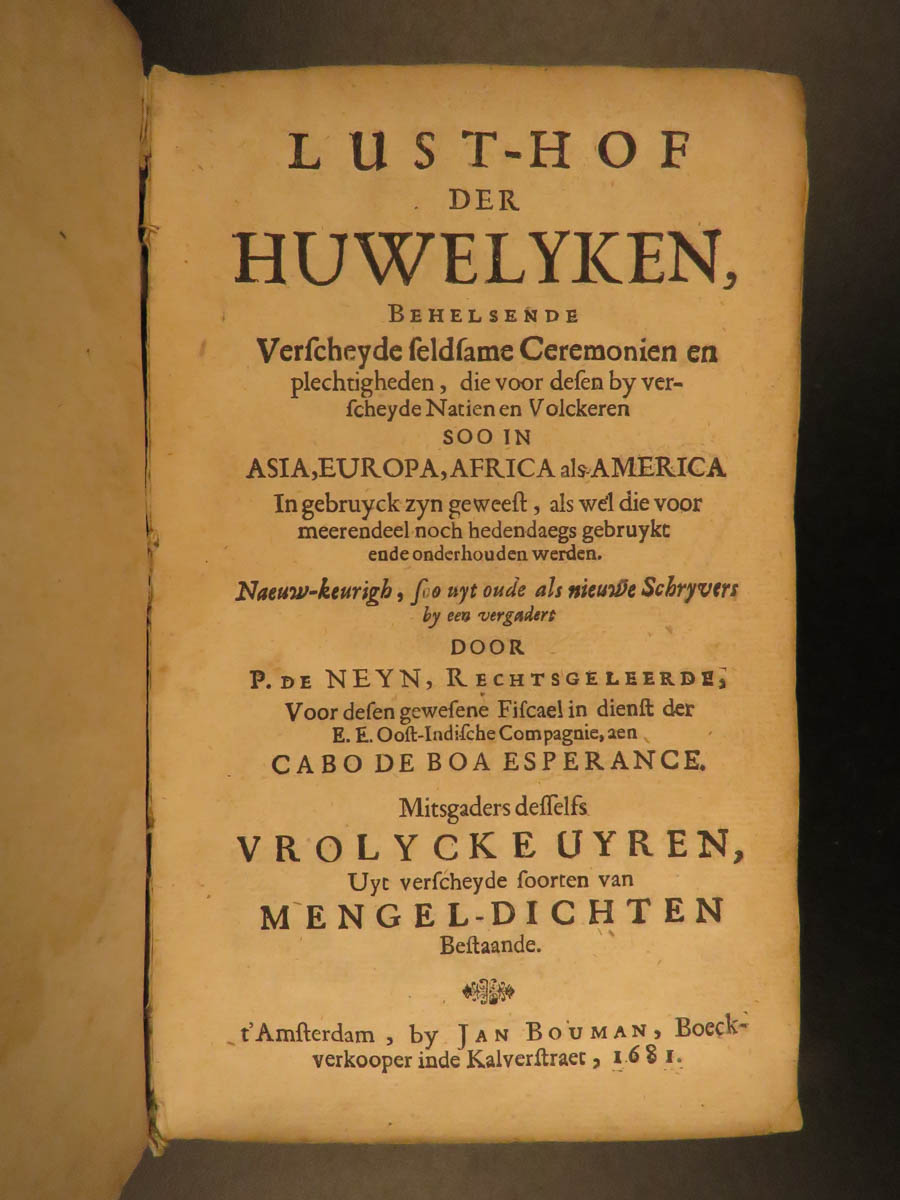 LUST-HOF
DER
HUWELYKEN,
BEHELSENDE
Verſcheyde ſeldſame Ceremonien en
plechtigheden, die voor deſen by ver-
ſcheyde Natien en Volckeren
SOO IN
ASIA, EUROPA, AFRICA als AMERICA
In gebruyck zyn geweeſt, als wel die voor
meerendeel noch hedendaegs gebruykt
ende onderhouden werden.
Naeuw-keurigh, ſoo uyt oude als nieuwe Schryvers
by een vergadert
DOOR
P. DE NEYN, RECHTSGELEERDE,
Voor deſen geweſene Fiſcael in dienſt der
E. E. Ooſt-Indiſche Compagnie, aen
CABO DE BOA ESPERANCE.
Mitsgaders deſſelfs
VROLYCKE UYREN,
Uyt verſcheyde ſoorten van
MENGEL-DICHTEN
Beſtaande.
t'Amſterdam, by JAN BOUMAN, Boeck-
verkooper inde Kalverſtraet, 1681.